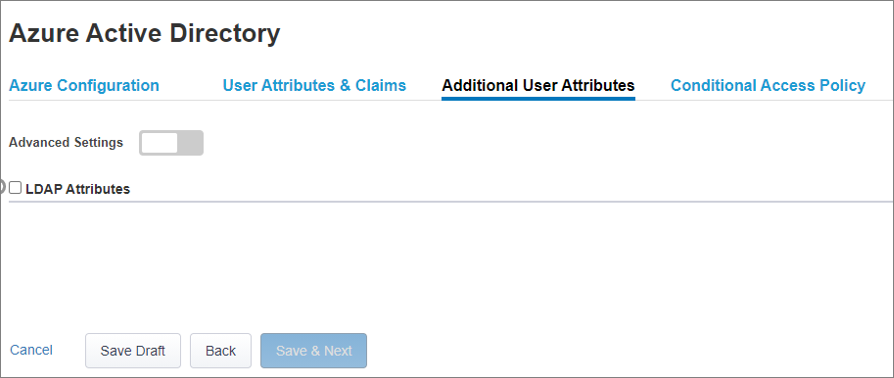 Azure Active Directory
Azure Configuration User Attributes & Claims Additional User Attributes Conditional Access Policy
Advanced Settings
LDAP Attributes
Cancel Save Draft Back Save & Next